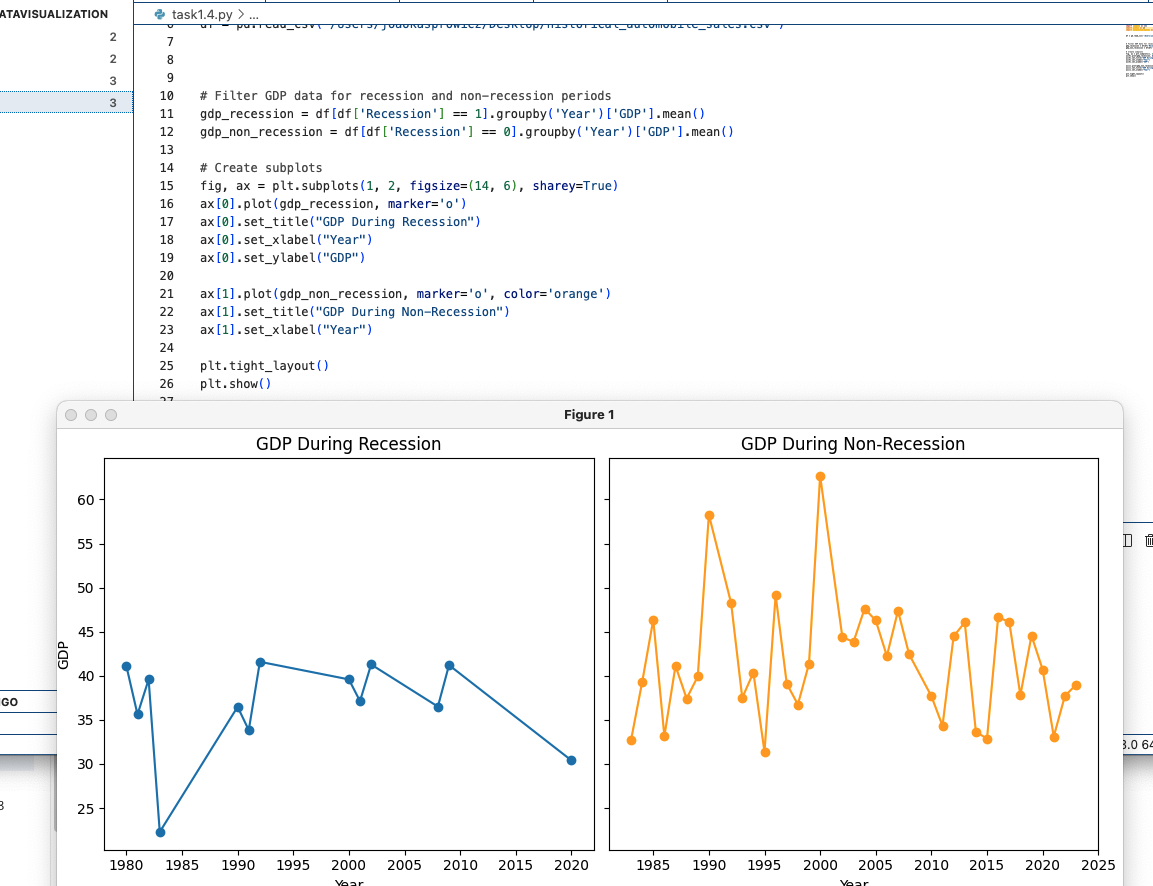 ATAVISUALIZATION
2
2
3
3
task1.4.py > ...
6 df = pd.read_csv('/Users/joaokasprowicz/Desktop/historical_automobile_sales.csv')
7
8
9
10 # Filter GDP data for recession and non-recession periods
11 gdp_recession = df[df['Recession'] == 1].groupby('Year')['GDP'].mean()
12 gdp_non_recession = df[df['Recession'] == 0].groupby('Year')['GDP'].mean()
13
14 # Create subplots
15 fig, ax = plt.subplots(1, 2, figsize=(14, 6), sharey=True)
16 ax[0].plot(gdp_recession, marker='o')
17 ax[0].set_title("GDP During Recession")
18 ax[0].set_xlabel("Year")
19 ax[0].set_ylabel("GDP")
20
21 ax[1].plot(gdp_non_recession, marker='o', color='orange')
22 ax[1].set_title("GDP During Non-Recession")
23 ax[1].set_xlabel("Year")
24
25 plt.tight_layout()
26 plt.show()
27
Figure 1
GDP During Recession
GDP
60
55
50
45
40
35
30
25
1980 1985 1990 1995 2000 2005 2010 2015 2020
Year
GDP During Non-Recession
1985 1990 1995 2000 2005 2010 2015 2020 2025
Year
GO
3.0 64
3